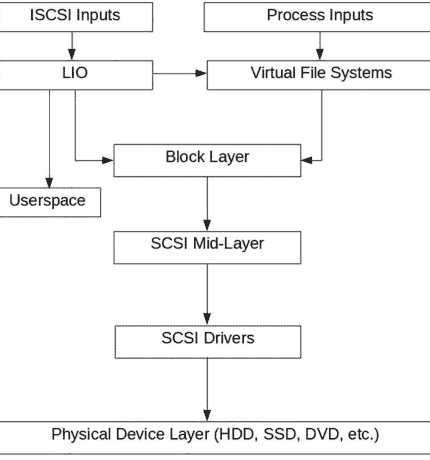 ISCSI Inputs
Process Inputs
LIO
Virtual File Systems
Block Layer
Userspace
SCSI Mid-Layer
SCSI Drivers
Physical Device Layer (HDD, SSD, DVD, etc.)